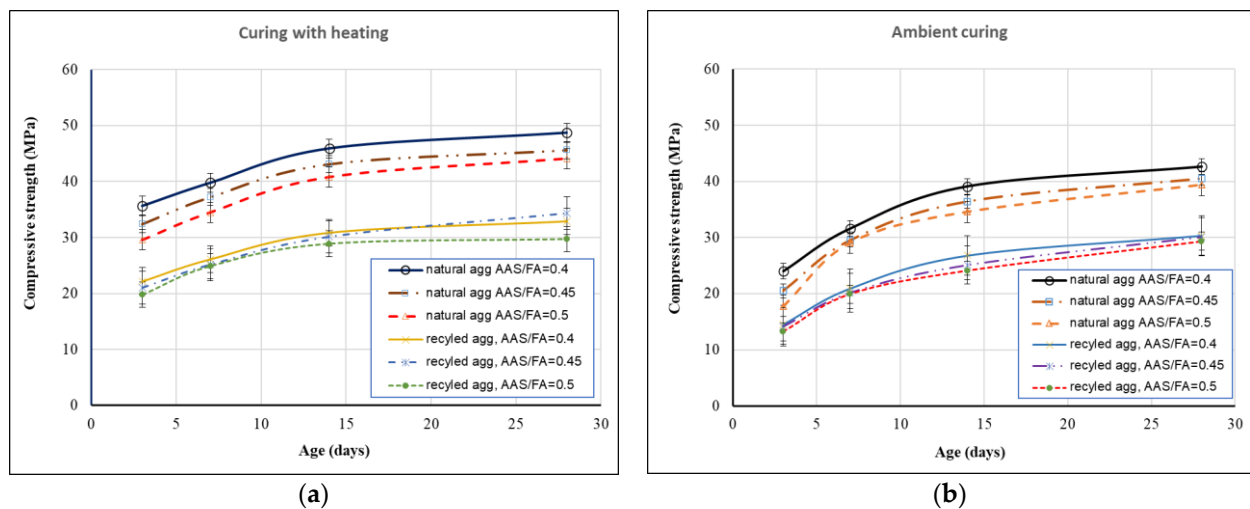 Curing with heating
Compressive strength (MPa)
60
50
40
30
20
10
0
natural agg AAS/FA=0.4
natural agg AAS/FA=0.45
natural agg AAS/FA=0.5
recyled agg, AAS/FA=0.4
recyled agg, AAS/FA=0.45
recyled agg, AAS/FA=0.5
0 5 10 15 20 25 30
Age (days)
(a)
Ambient curing
Compressive strength (MPa)
60
50
40
30
20
10
0
natural agg AAS/FA=0.4
natural agg AAS/FA=0.45
natural agg AAS/FA=0.5
recyled agg, AAS/FA=0.4
recyled agg, AAS/FA=0.45
recyled agg, AAS/FA=0.5
0 5 10 15 20 25 30
Age (days)
(b)